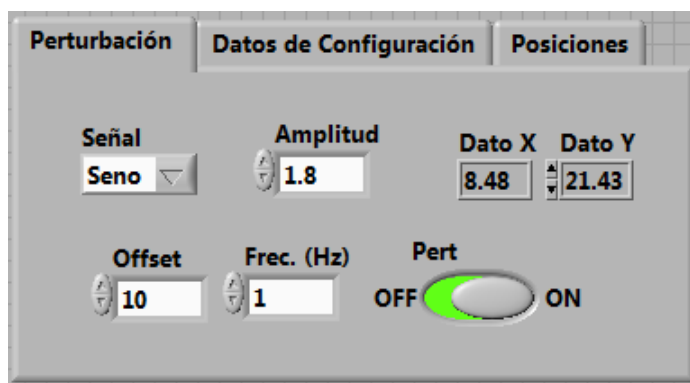 Perturbación Datos de Configuración Posiciones
Señal Amplitud Dato X Dato Y
Seno 1.8 8.48 21.43
Offset Frec. (Hz) Pert
10 1 OFF ON